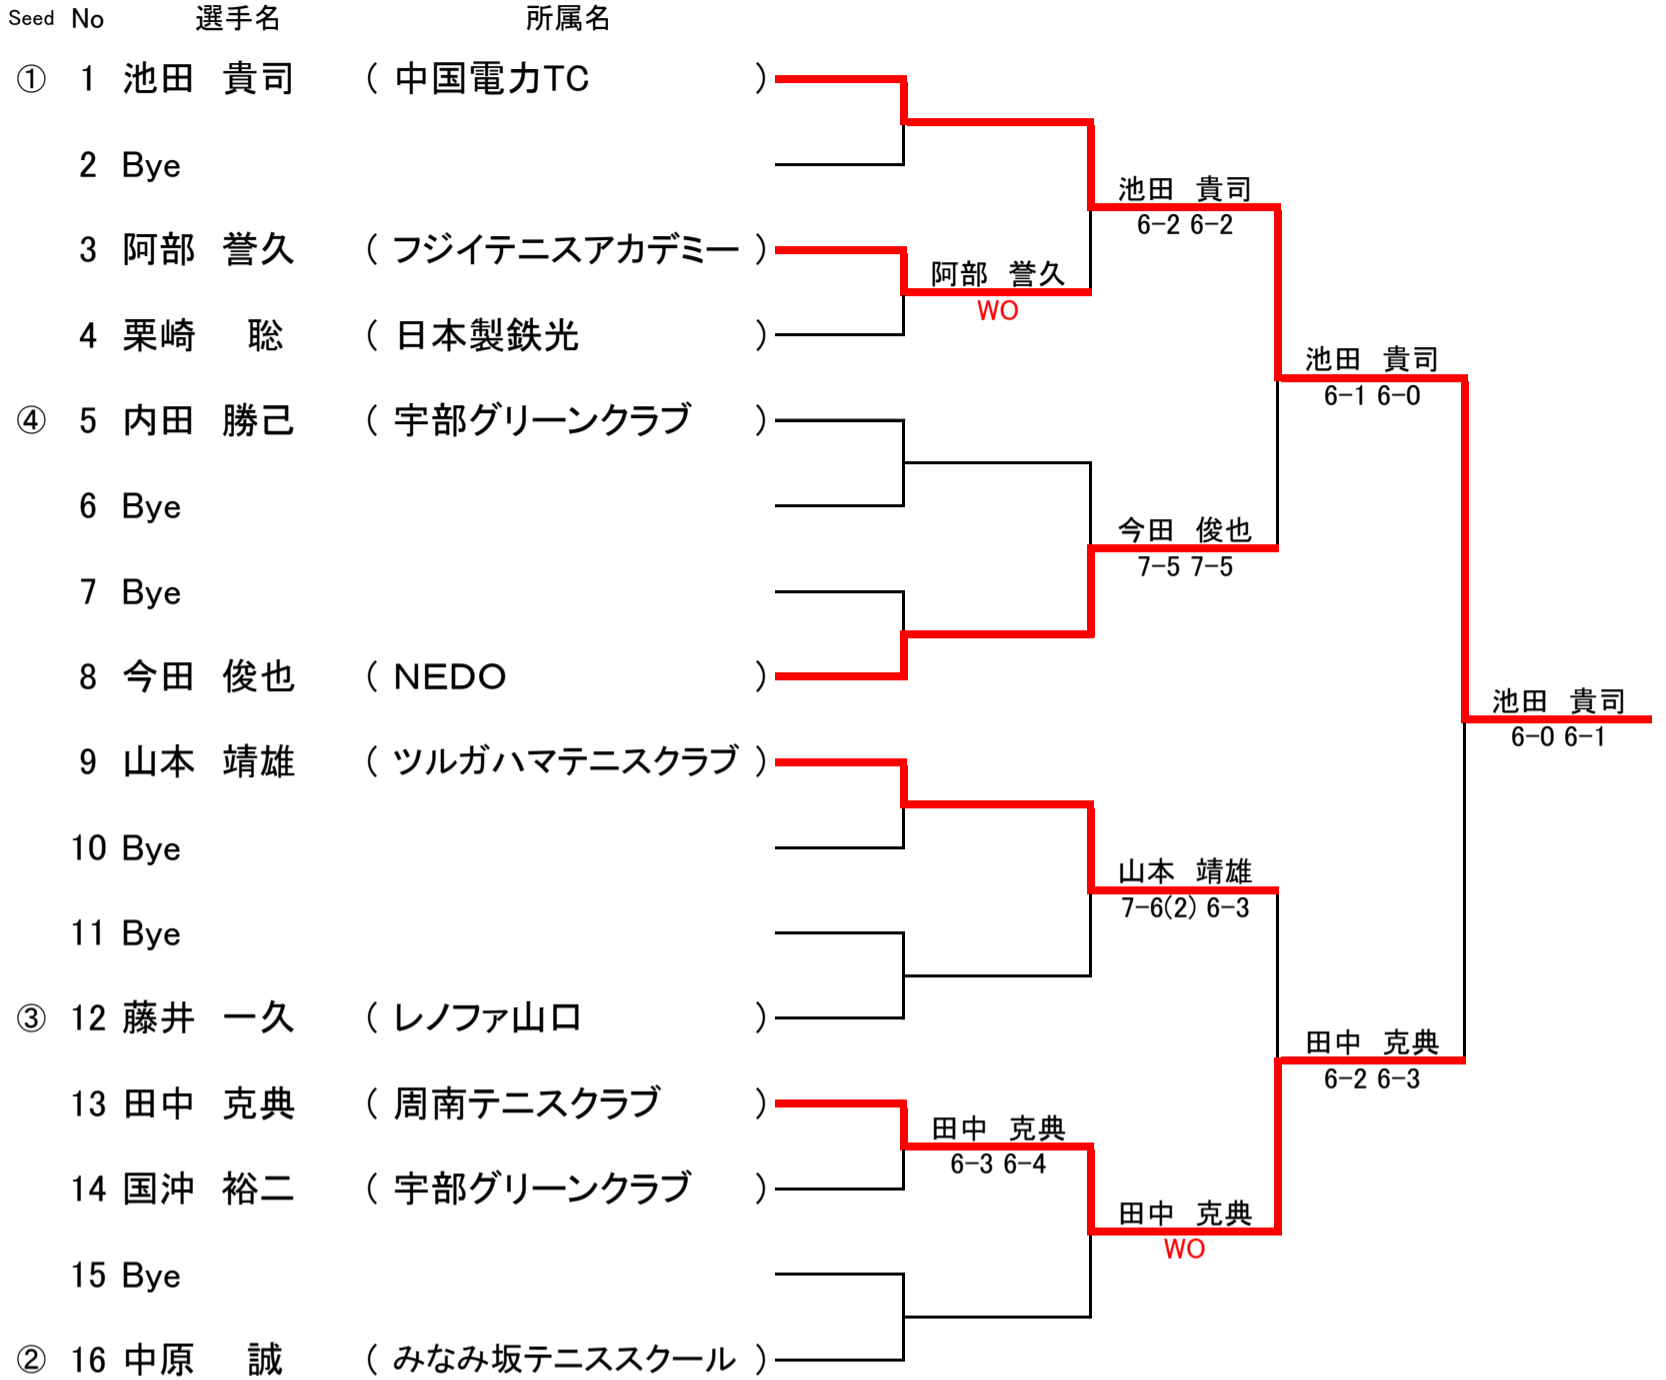 Seed No 選手名 所属名
① 1 池田 貴司 ( 中国電力TC )
2 Bye
池田 貴司
6-2 6-2
3 阿部 誉久 ( フジイテニスアカデミー )
阿部 誉久
WO
4 栗崎 聡 ( 日本製鉄光 )
池田 貴司
6-1 6-0
④ 5 内田 勝己 ( 宇部グリーンクラブ )
6 Bye
今田 俊也
7-5 7-5
7 Bye
8 今田 俊也 ( NEDO )
池田 貴司
6-0 6-1
9 山本 靖雄 ( ツルガハマテニスクラブ )
10 Bye
山本 靖雄
7-6(2) 6-3
11 Bye
③ 12 藤井 一久 ( レノファ山口 )
田中 克典
6-2 6-3
13 田中 克典 ( 周南テニスクラブ )
田中 克典
6-3 6-4
14 国沖 裕二 ( 宇部グリーンクラブ )
田中 克典
WO
15 Bye
② 16 中原 誠 ( みなみ坂テニススクール )